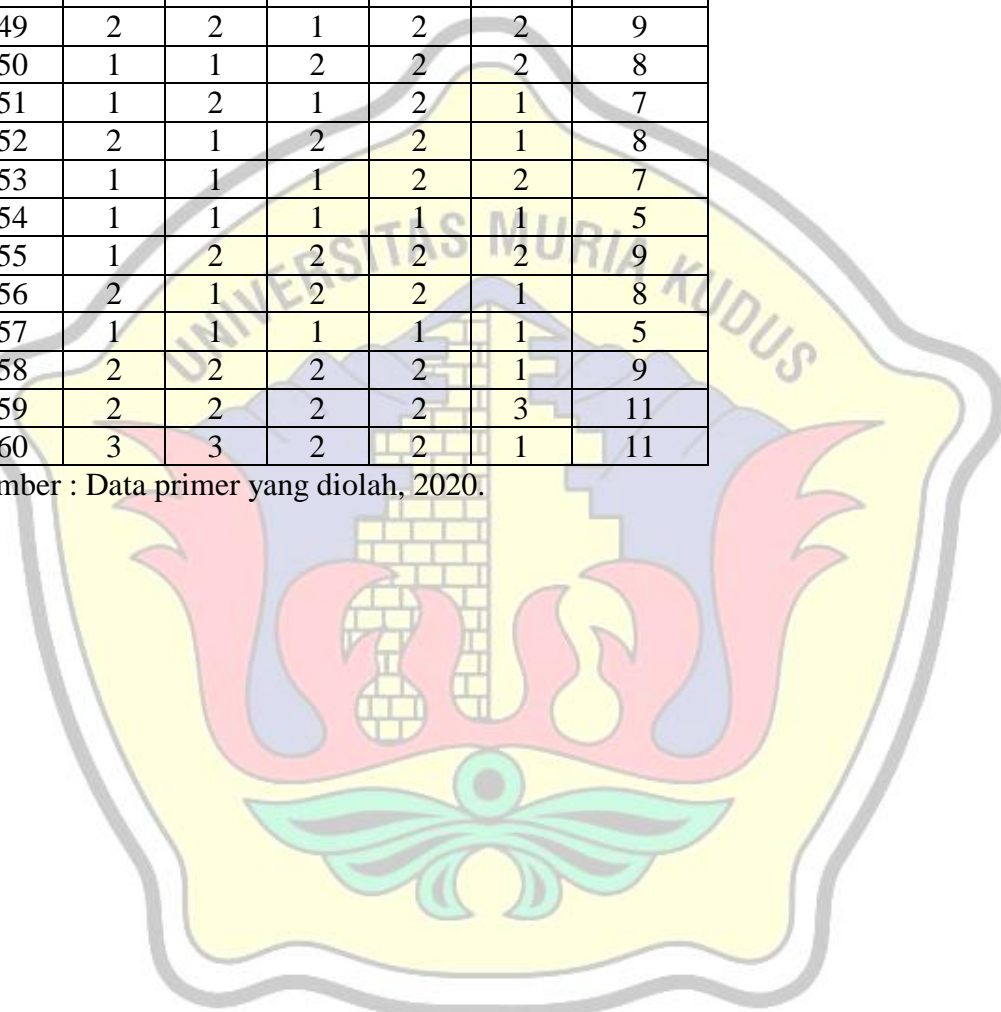 49 2 2 1 2 2 9
50 1 1 2 2 2 8
51 1 2 1 2 1 7
52 2 1 2 2 1 8
53 1 1 1 2 2 7
54 1 1 1 1 1 5
55 1 2 2 2 2 9
56 2 1 2 2 1 8
57 1 1 1 1 1 5
58 2 2 2 2 1 9
59 2 2 2 2 3 11
60 3 3 2 2 1 11
mber : Data primer yang diolah, 2020.
UNIVERSITAS MURIA KUDUS